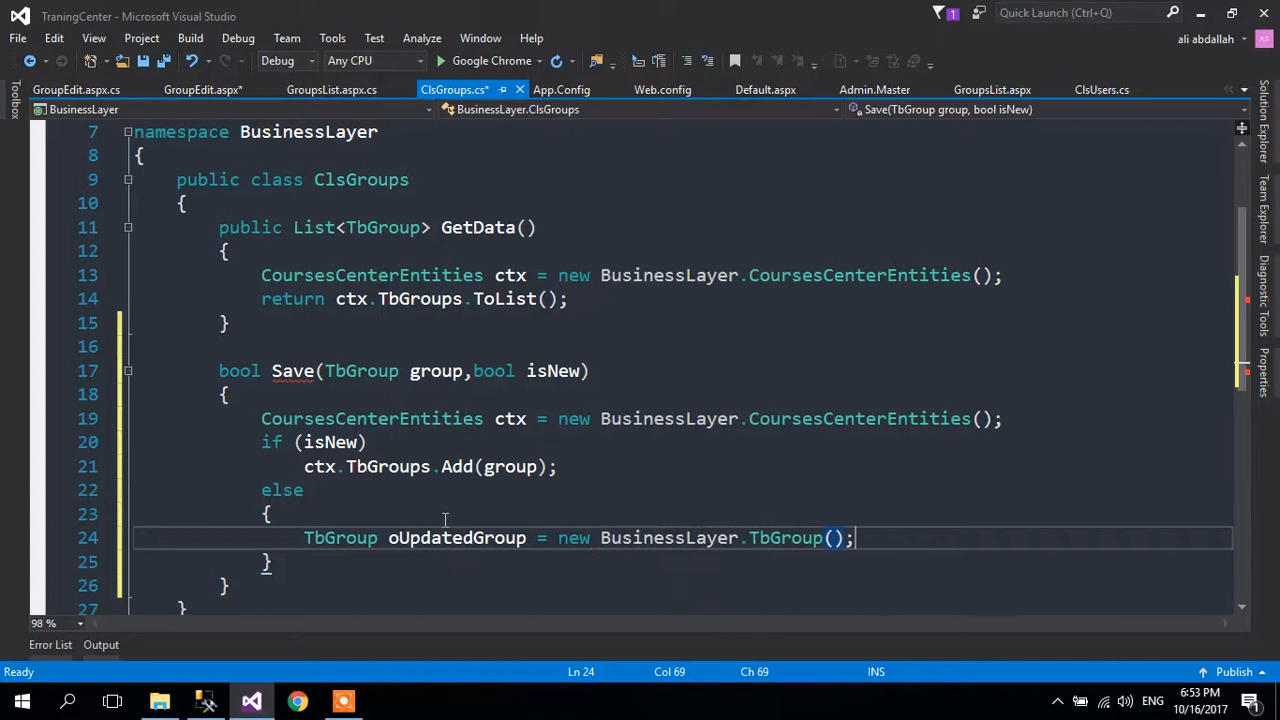 TraningCenter - Microsoft Visual Studio
1
Quick Launch (Ctrl+Q)
File Edit View Project Build Debug Team Tools Test Analyze Window Help
ali abdallah
AA
Debug Any CPU Google Chrome
GroupEdit.aspx.cs GroupEdit.aspx* GroupsList.aspx.cs ClsGroups.cs* App.Config Web.config Default.aspx Admin.Master GroupsList.aspx ClsUsers.cs
BusinessLayer BusinessLayer.ClsGroups Save(TbGroup group, bool isNew)
Toolbox
Solution Explorer
Team Explorer
Diagnostic Tools
Properties
7 namespace BusinessLayer
8 {
9 public class ClsGroups
10 {
11 public List<TbGroup> GetData()
12 {
13 CoursesCenterEntities ctx = new BusinessLayer.CoursesCenterEntities();
14 return ctx.TbGroups.ToList();
15 }
16
17 bool Save(TbGroup group,bool isNew)
18 {
19 CoursesCenterEntities ctx = new BusinessLayer.CoursesCenterEntities();
20 if (isNew)
21 ctx.TbGroups.Add(group);
22 else
23 {
24 TbGroup oUpdatedGroup = new BusinessLayer.TbGroup();
25 }
26 }
27 }
98 %
Error List Output
Ready Ln 24 Col 69 Ch 69 INS Publish
ENG 6:53 PM
10/16/2017
1